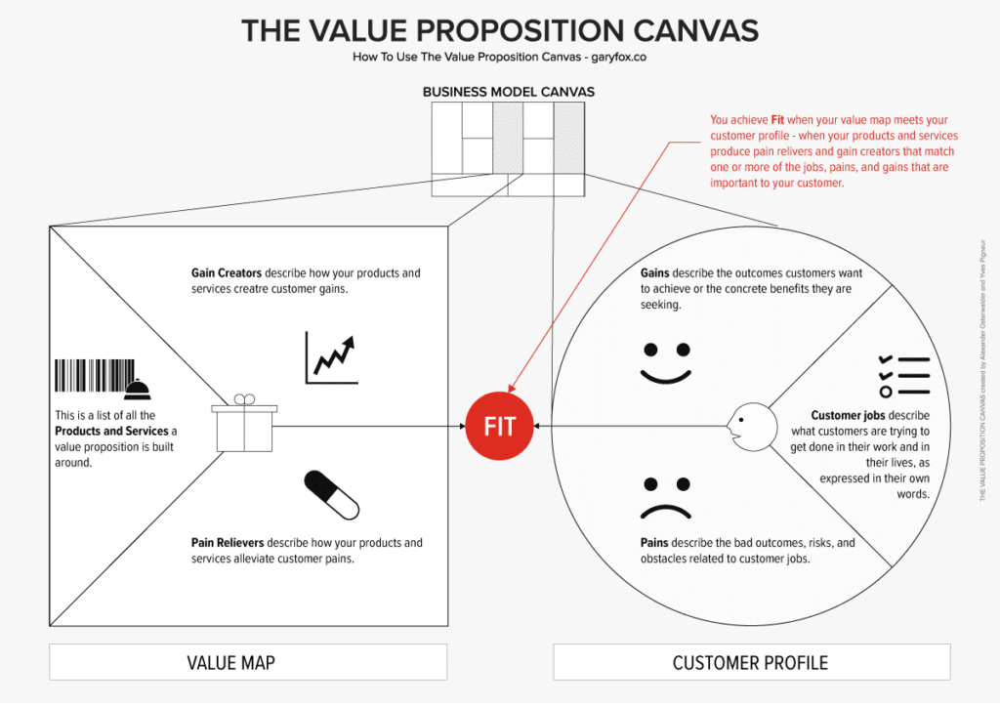 THE VALUE PROPOSITION CANVAS
How To Use The Value Proposition Canvas - garyfox.co
BUSINESS MODEL CANVAS
You achieve Fit when your value map meets your
customer profile - when your products and services
produce pain relivers and gain creators that match
one or more of the jobs, pains, and gains that are
important to your customer.
Gain Creators describe how your products and
services creatre customer gains.
This is a list of all the
Products and Services a
value proposition is built
around.
Pain Relievers describe how your products and
services alleviate customer pains.
FIT
Gains describe the outcomes customers want
to achieve or the concrete benefits they are
seeking.
Customer jobs describe
what customers are trying to
get done in their work and in
their lives, as
expressed in their own
words.
Pains describe the bad outcomes, risks, and
obstacles related to customer jobs.
THE VALUE PROPOSITION CANVAS created by Alexander Osterwalder and Yves Pigneur
VALUE MAP
CUSTOMER PROFILE